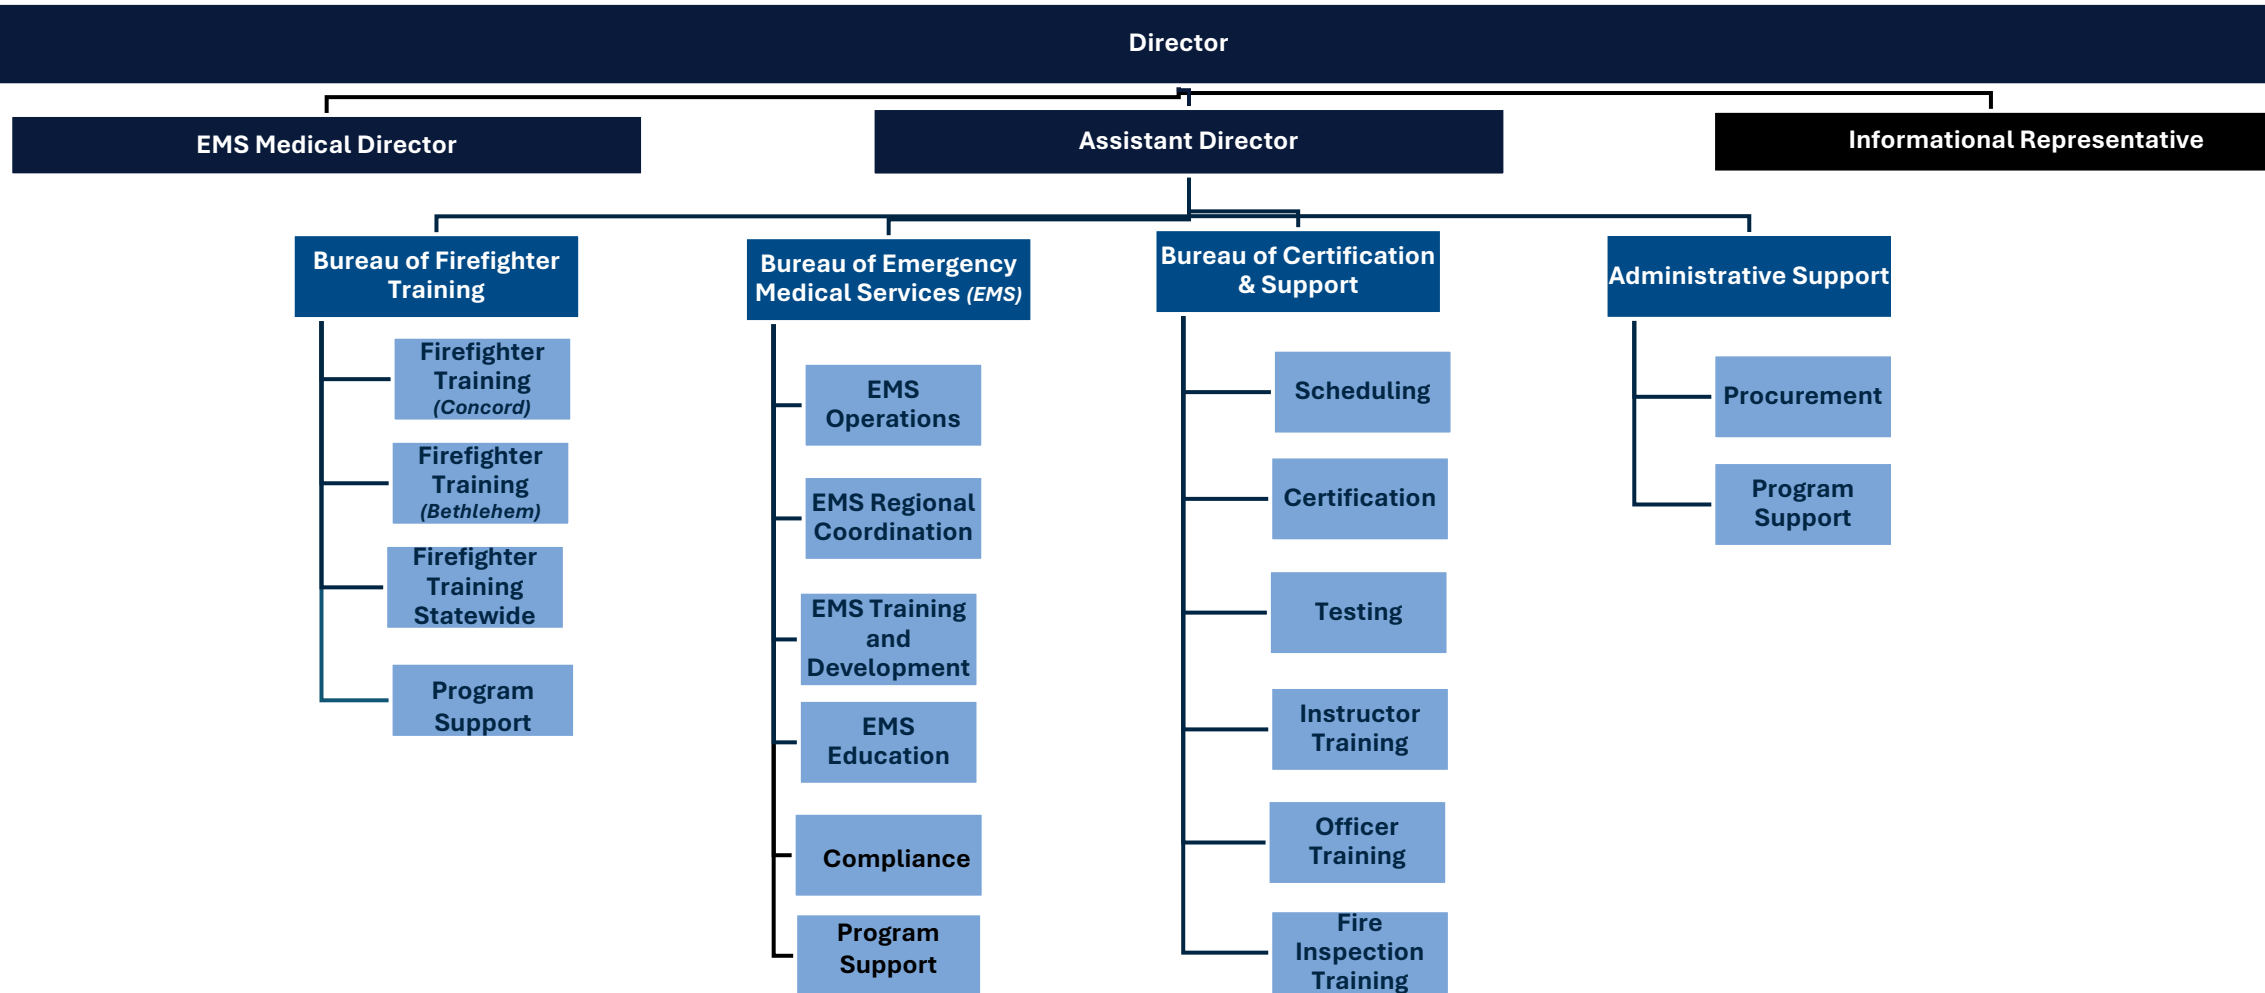 Director
EMS Medical Director
Assistant Director
Informational Representative
Bureau of Firefighter
Training
Firefighter
Training
(Concord)
Firefighter
Training
(Bethlehem)
Firefighter
Training
Statewide
Program
Support
Bureau of Emergency
Medical Services (EMS)
EMS
Operations
EMS Regional
Coordination
EMS Training
and
Development
EMS
Education
Compliance
Program
Support
Bureau of Certification
& Support
Scheduling
Certification
Testing
Instructor
Training
Officer
Training
Fire
Inspection
Training
Administrative Support
Procurement
Program
Support